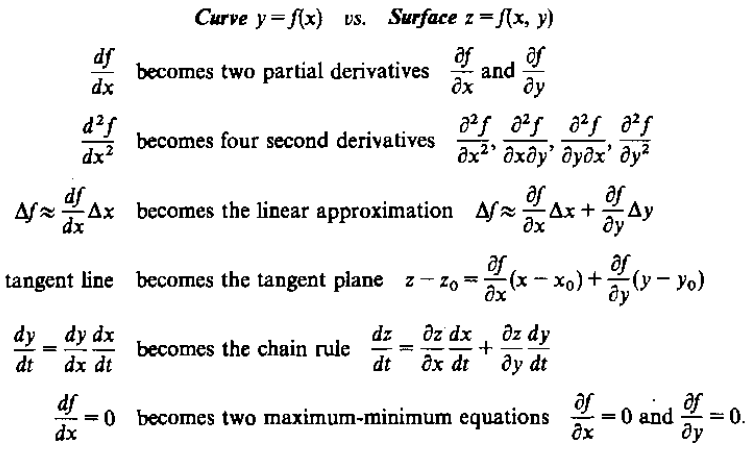 Curve y = f(x) vs. Surface z = f(x, y)
df/dx becomes two partial derivatives ∂f/∂x and ∂f/∂y
d²f/dx² becomes four second derivatives ∂²f/∂x², ∂²f/∂x∂y, ∂²f/∂y∂x, ∂²f/∂y²
Δf ≈ df/dx Δx becomes the linear approximation Δf ≈ ∂f/∂x Δx + ∂f/∂y Δy
tangent line becomes the tangent plane z − z₀ = ∂f/∂x (x − x₀) + ∂f/∂y (y − y₀)
dy/dt = dy/dx dx/dt becomes the chain rule dz/dt = ∂z/∂x dx/dt + ∂z/∂y dy/dt
df/dx = 0 becomes two maximum-minimum equations ∂f/∂x = 0 and ∂f/∂y = 0.